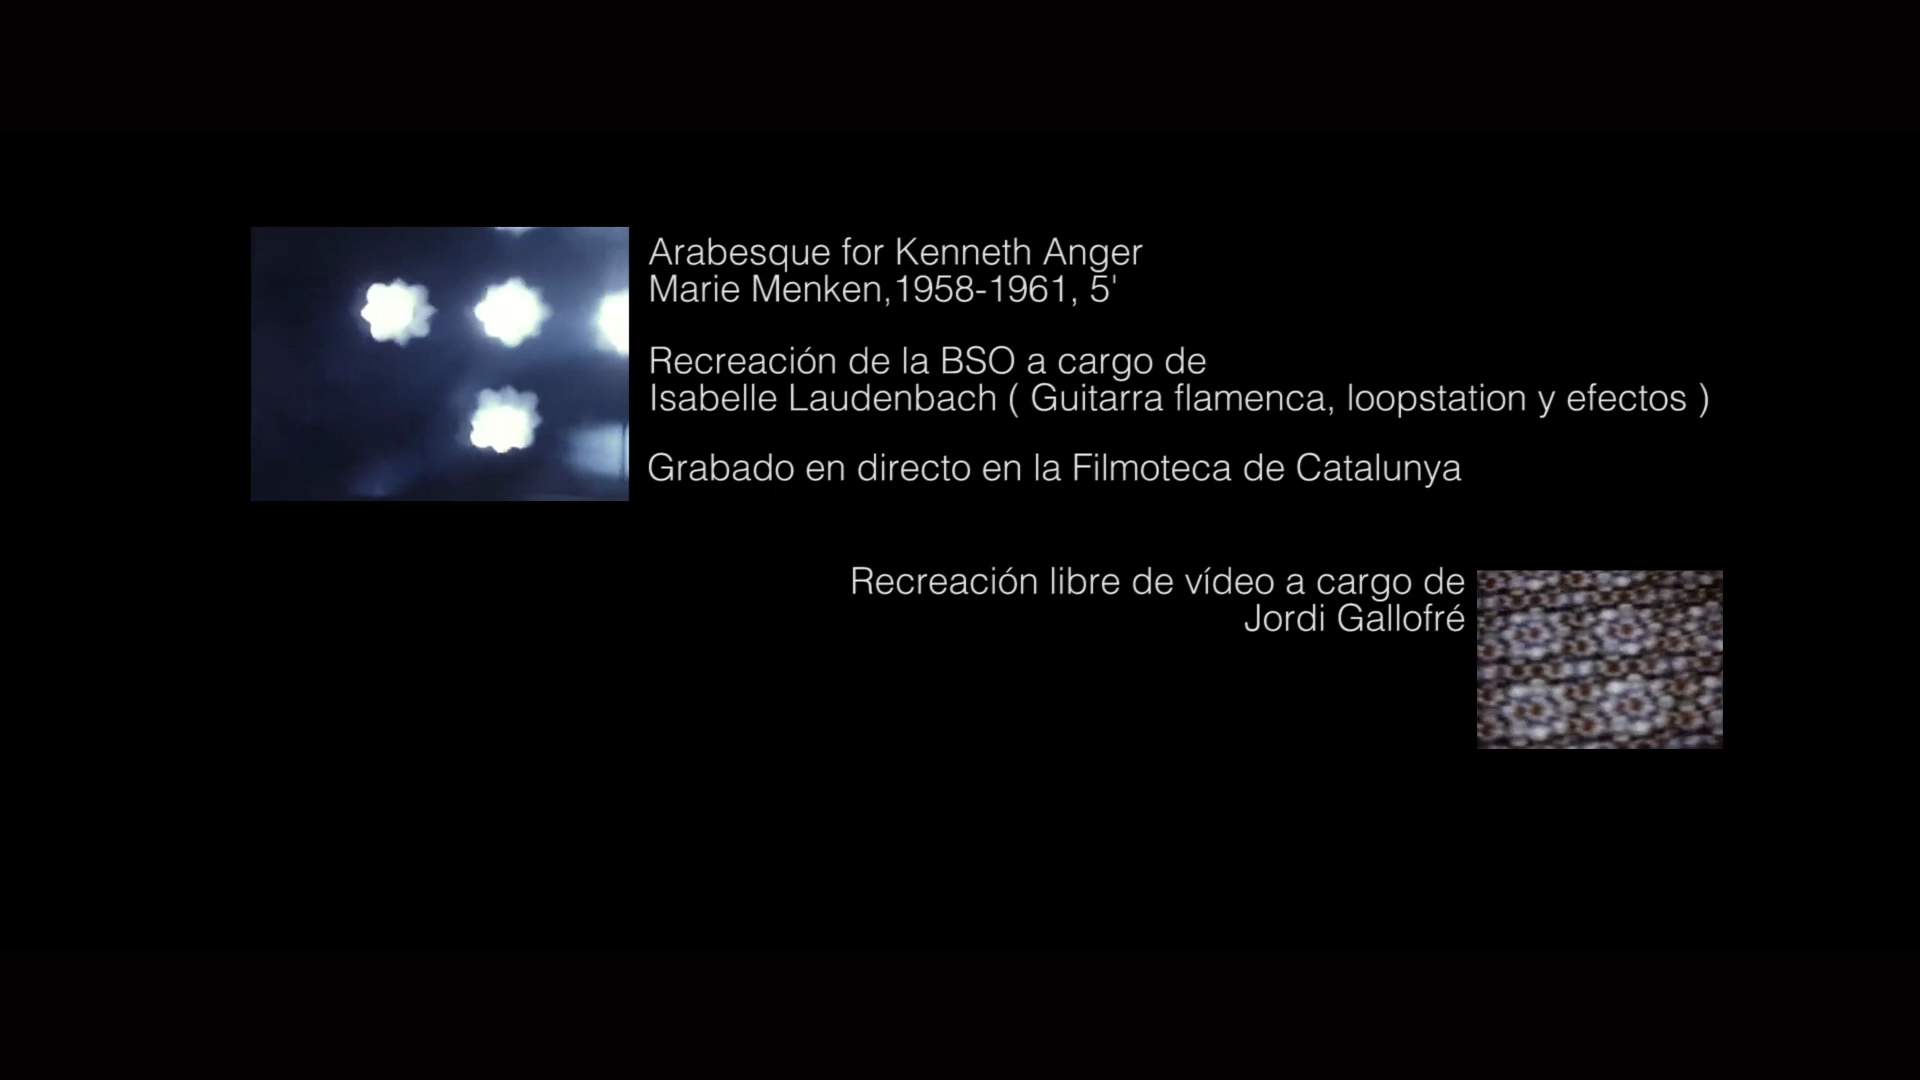 Arabesque for Kenneth Anger
Marie Menken,1958-1961, 5'
Recreación de la BSO a cargo de
Isabelle Laudenbach ( Guitarra flamenca, loopstation y efectos )
Grabado en directo en la Filmoteca de Catalunya
Recreación libre de vídeo a cargo de
Jordi Gallofré